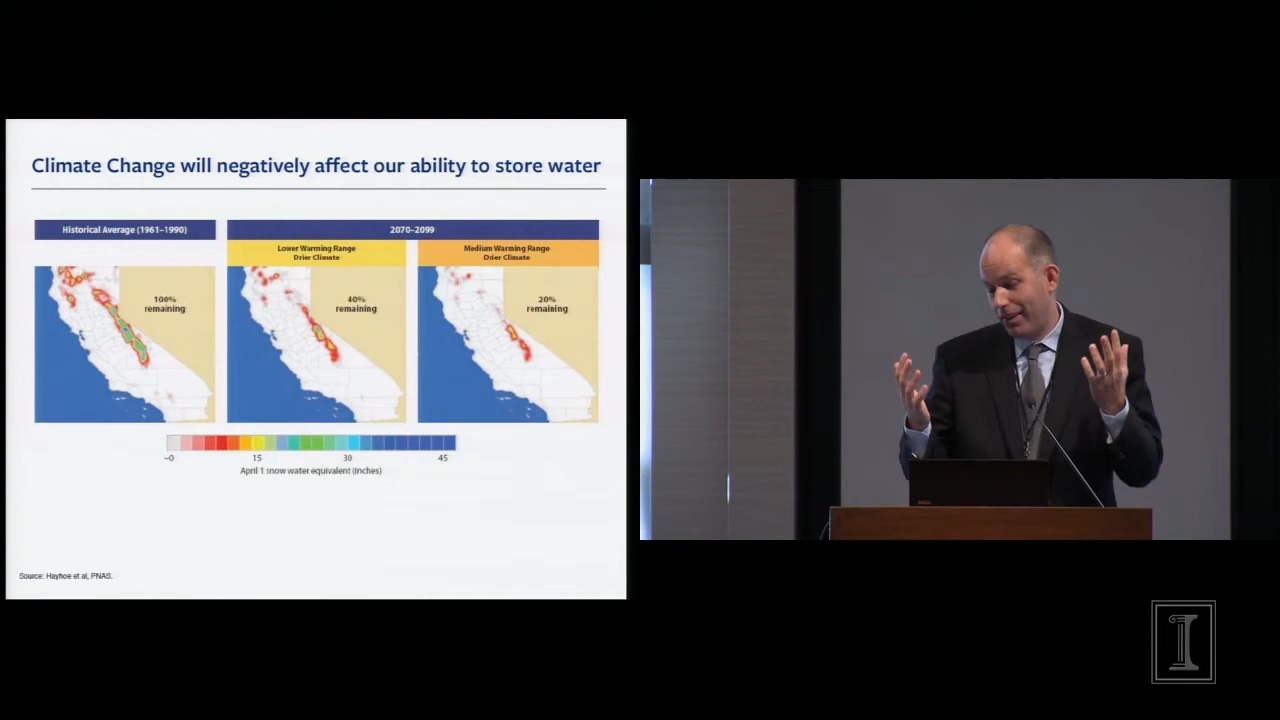 Climate Change will negatively affect our ability to store water
Historical Average (1961–1990)
2070–2099
Lower Warming Range
Drier Climate
Medium Warming Range
Drier Climate
100%
remaining
40%
remaining
20%
remaining
~0
15
30
45
April 1 snow water equivalent (inches)
Source: Hayhoe et al, PNAS.